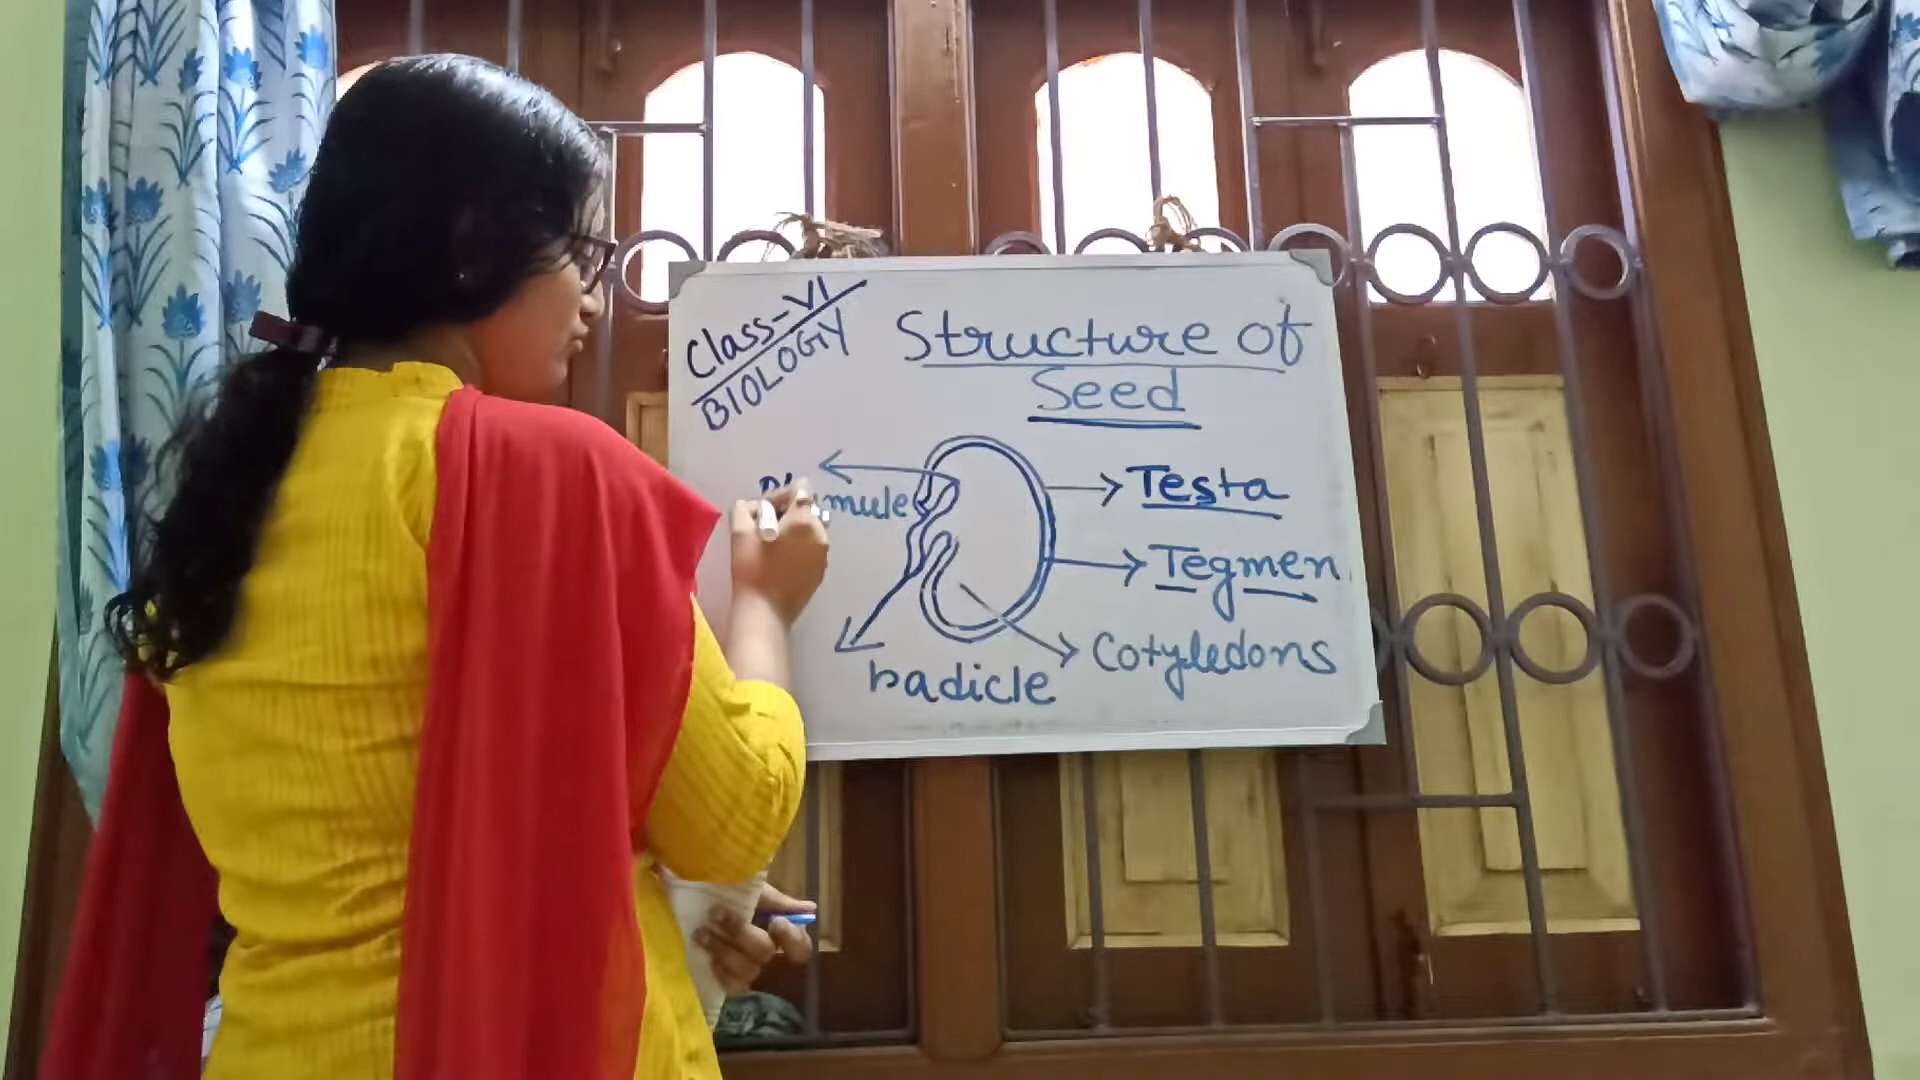 Class-VI
BIOLOGY
Structure of
Seed
Testa
Tegmen
Cotyledons
Radicle